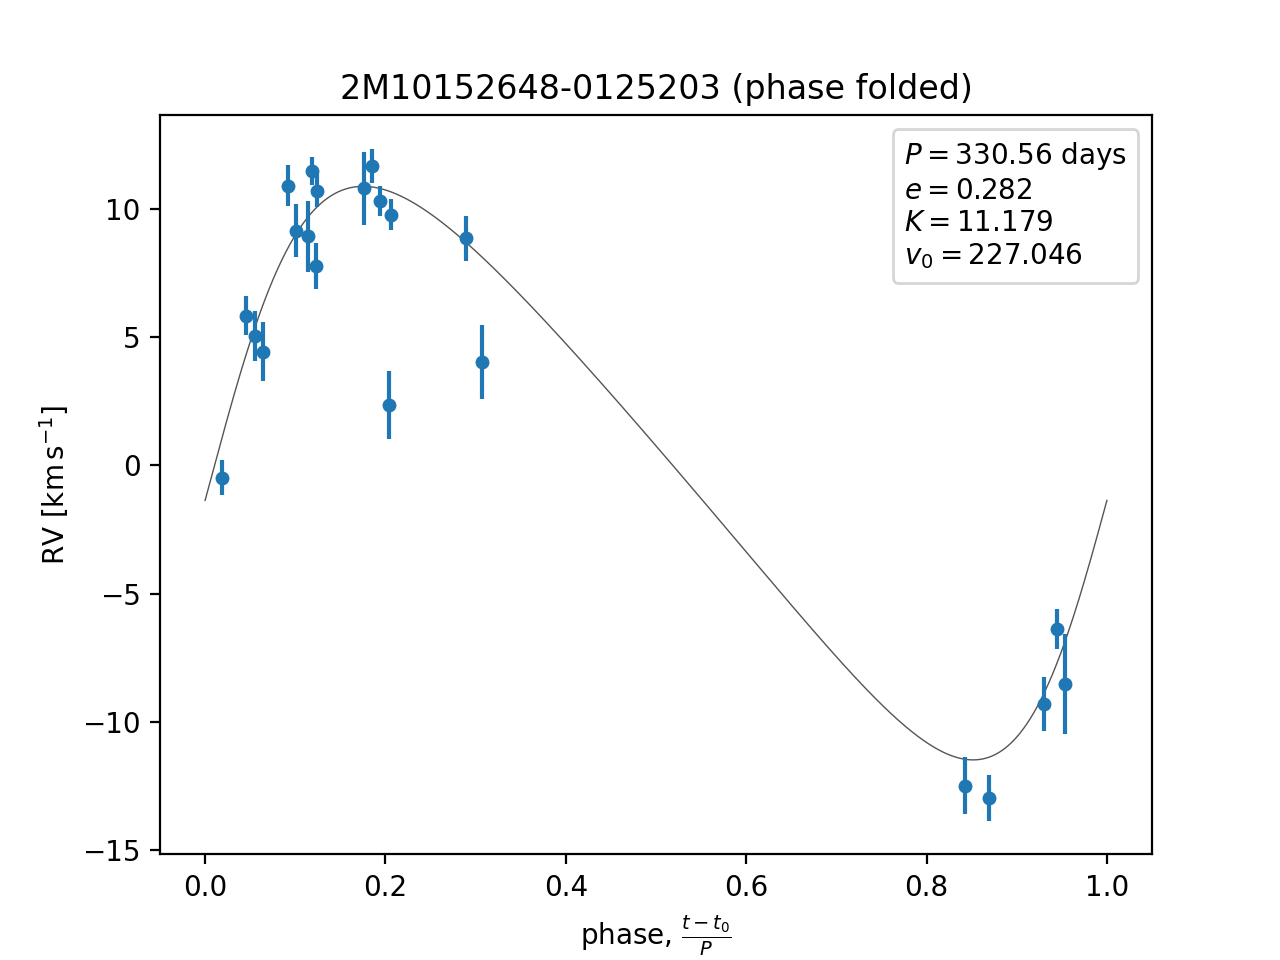 2M10152648-0125203 (phase folded)
P = 330.56 days
e = 0.282
K = 11.179
v₀ = 227.046
10
5
0
−5
−10
−15
RV [km s⁻¹]
0.0 0.2 0.4 0.6 0.8 1.0
phase, (t − t₀)/P